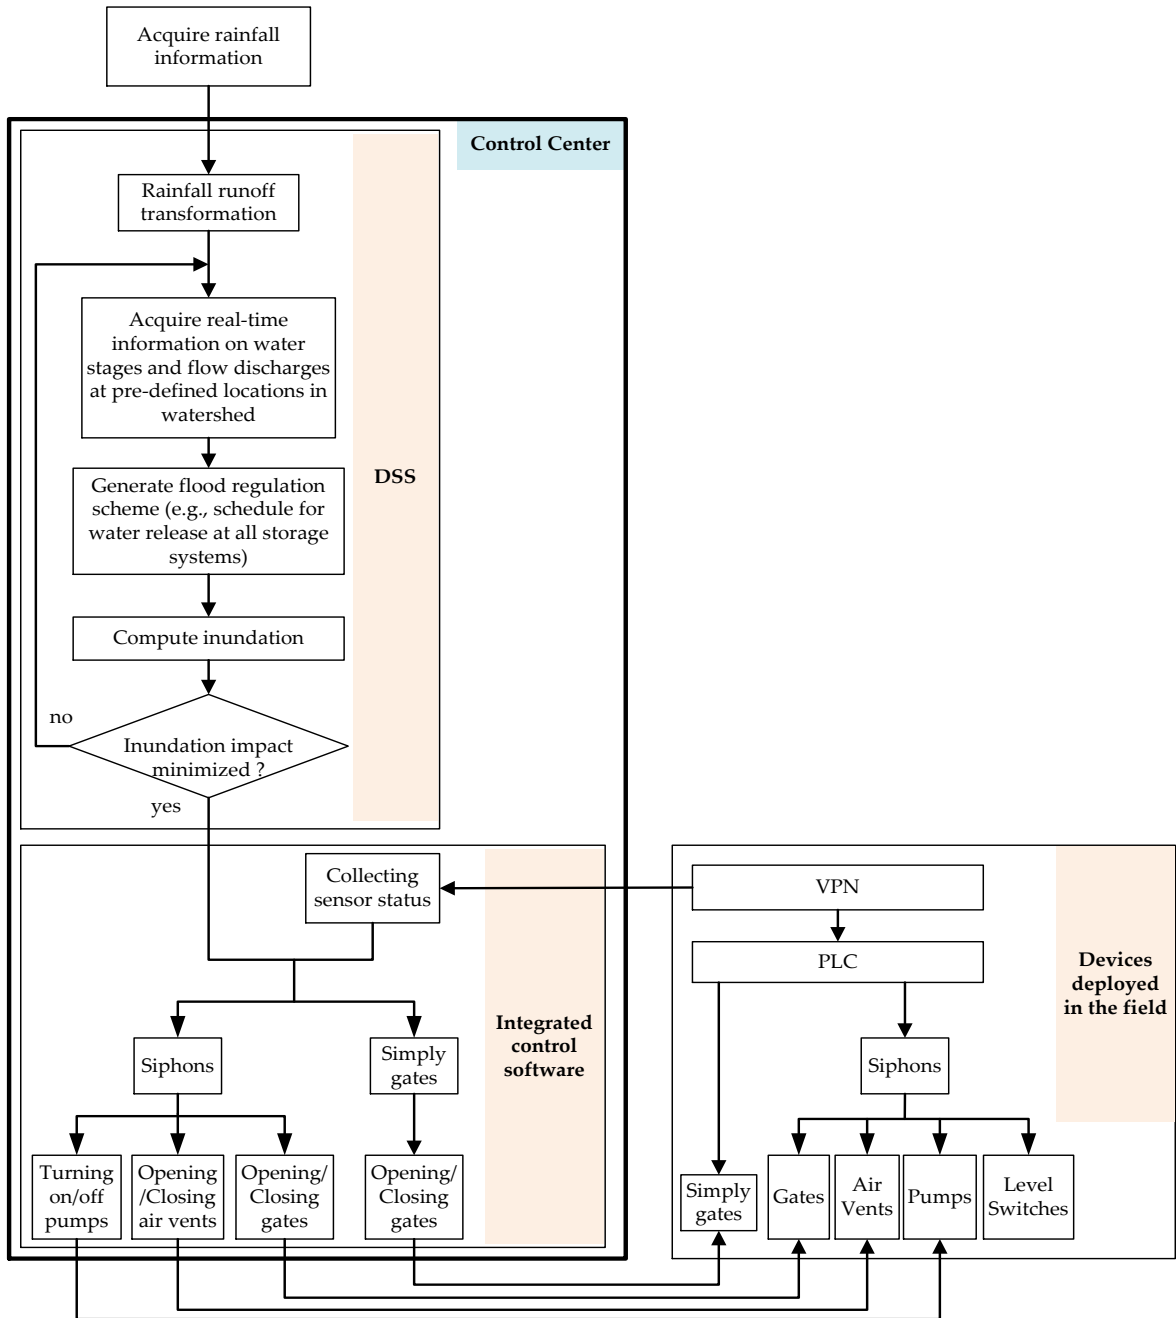 Acquire rainfall
information
Control Center
Rainfall runoff
transformation
Acquire real-time
information on water
stages and flow discharges
at pre-defined locations in
watershed
DSS
Generate flood regulation
scheme (e.g., schedule for
water release at all storage
systems)
Compute inundation
no
Inundation impact
minimized ?
yes
Collecting
sensor status
Integrated
control
software
Siphons
Simply
gates
Turning
on/off
pumps
Opening
/Closing
air vents
Opening/
Closing
gates
Opening/
Closing
gates
VPN
PLC
Devices
deployed
in the field
Siphons
Simply
gates
Gates
Air
Vents
Pumps
Level
Switches